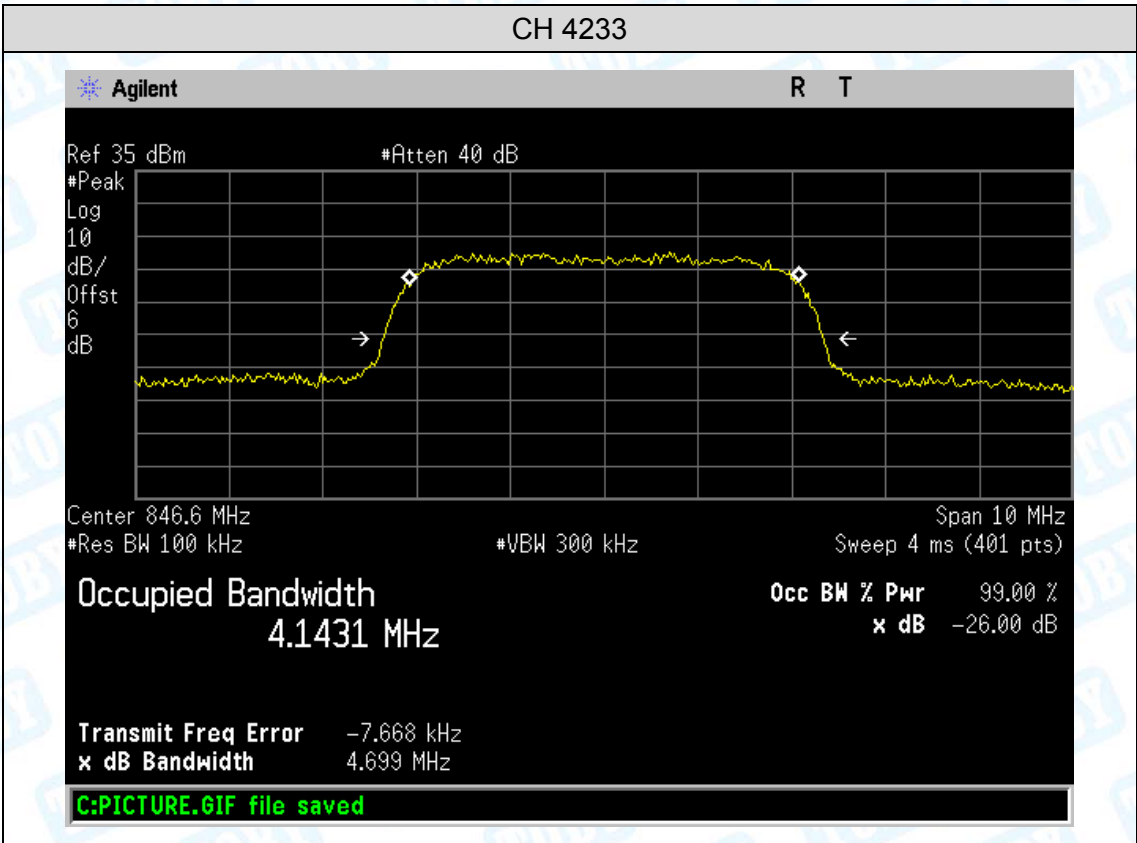 CH 4233
Agilent R T
Ref 35 dBm #Atten 40 dB
#Peak
Log
10
dB/
Offst
6
dB
Center 846.6 MHz Span 10 MHz
#Res BW 100 kHz #VBW 300 kHz Sweep 4 ms (401 pts)
Occupied Bandwidth Occ BW % Pwr 99.00 %
4.1431 MHz x dB -26.00 dB
Transmit Freq Error -7.668 kHz
x dB Bandwidth 4.699 MHz
C:PICTURE.GIF file saved